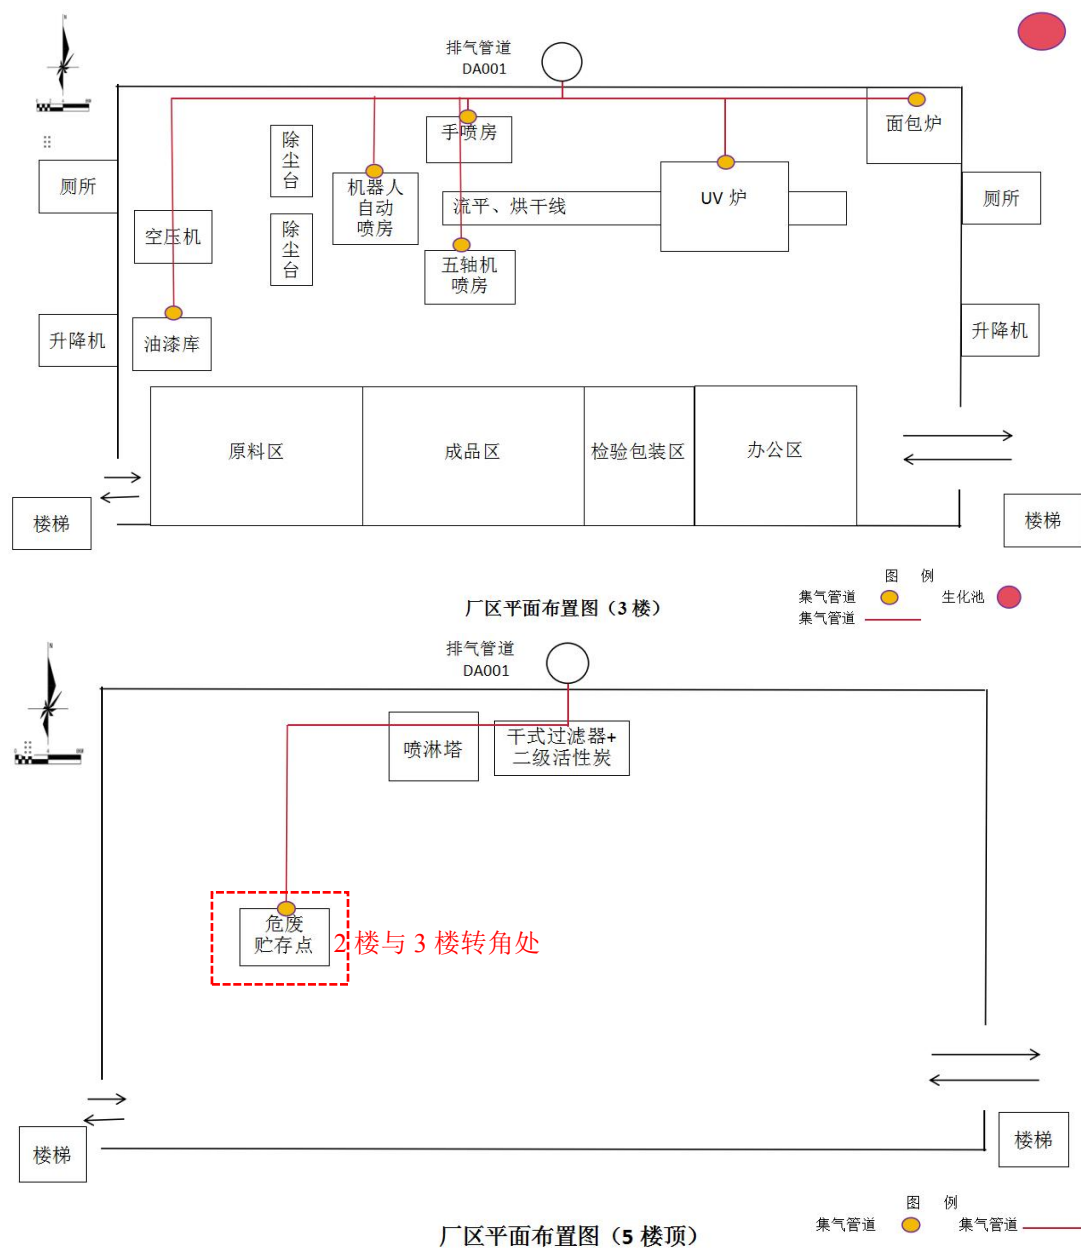 排气管道
DA001
手喷房
面包炉
除
尘
台
机器人
自动
喷房
流平、烘干线
UV 炉
厕所
厕所
空压机
除
尘
台
五轴机
喷房
升降机
油漆库
升降机
原料区
成品区
检验包装区
办公区
楼梯
楼梯
图 例
集气管道
生化池
集气管道
厂区平面布置图（3 楼）
排气管道
DA001
喷淋塔
干式过滤器+
二级活性炭
危废
贮存点
2 楼与 3 楼转角处
楼梯
楼梯
图 例
集气管道
集气管道
厂区平面布置图（5 楼顶）